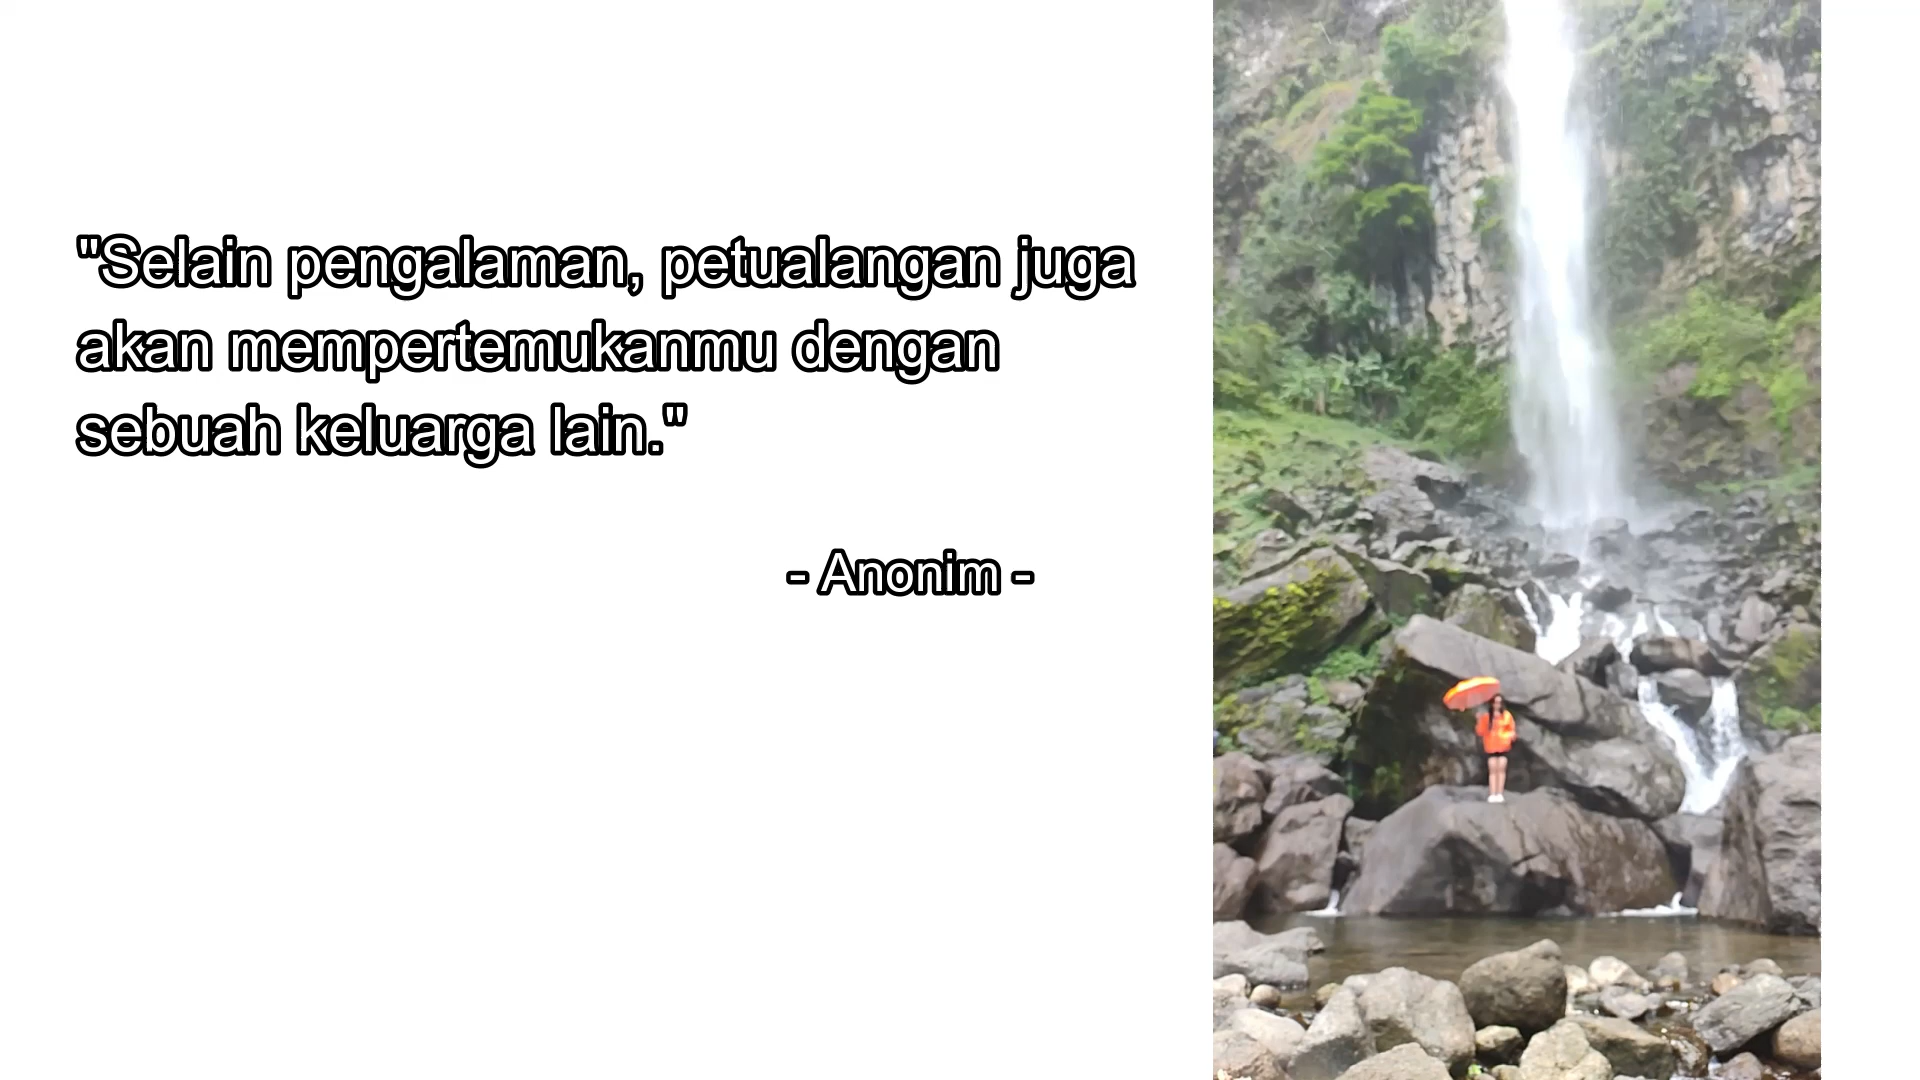 "Selain pengalaman, petualangan juga
akan mempertemukanmu dengan
sebuah keluarga lain."
- Anonim -